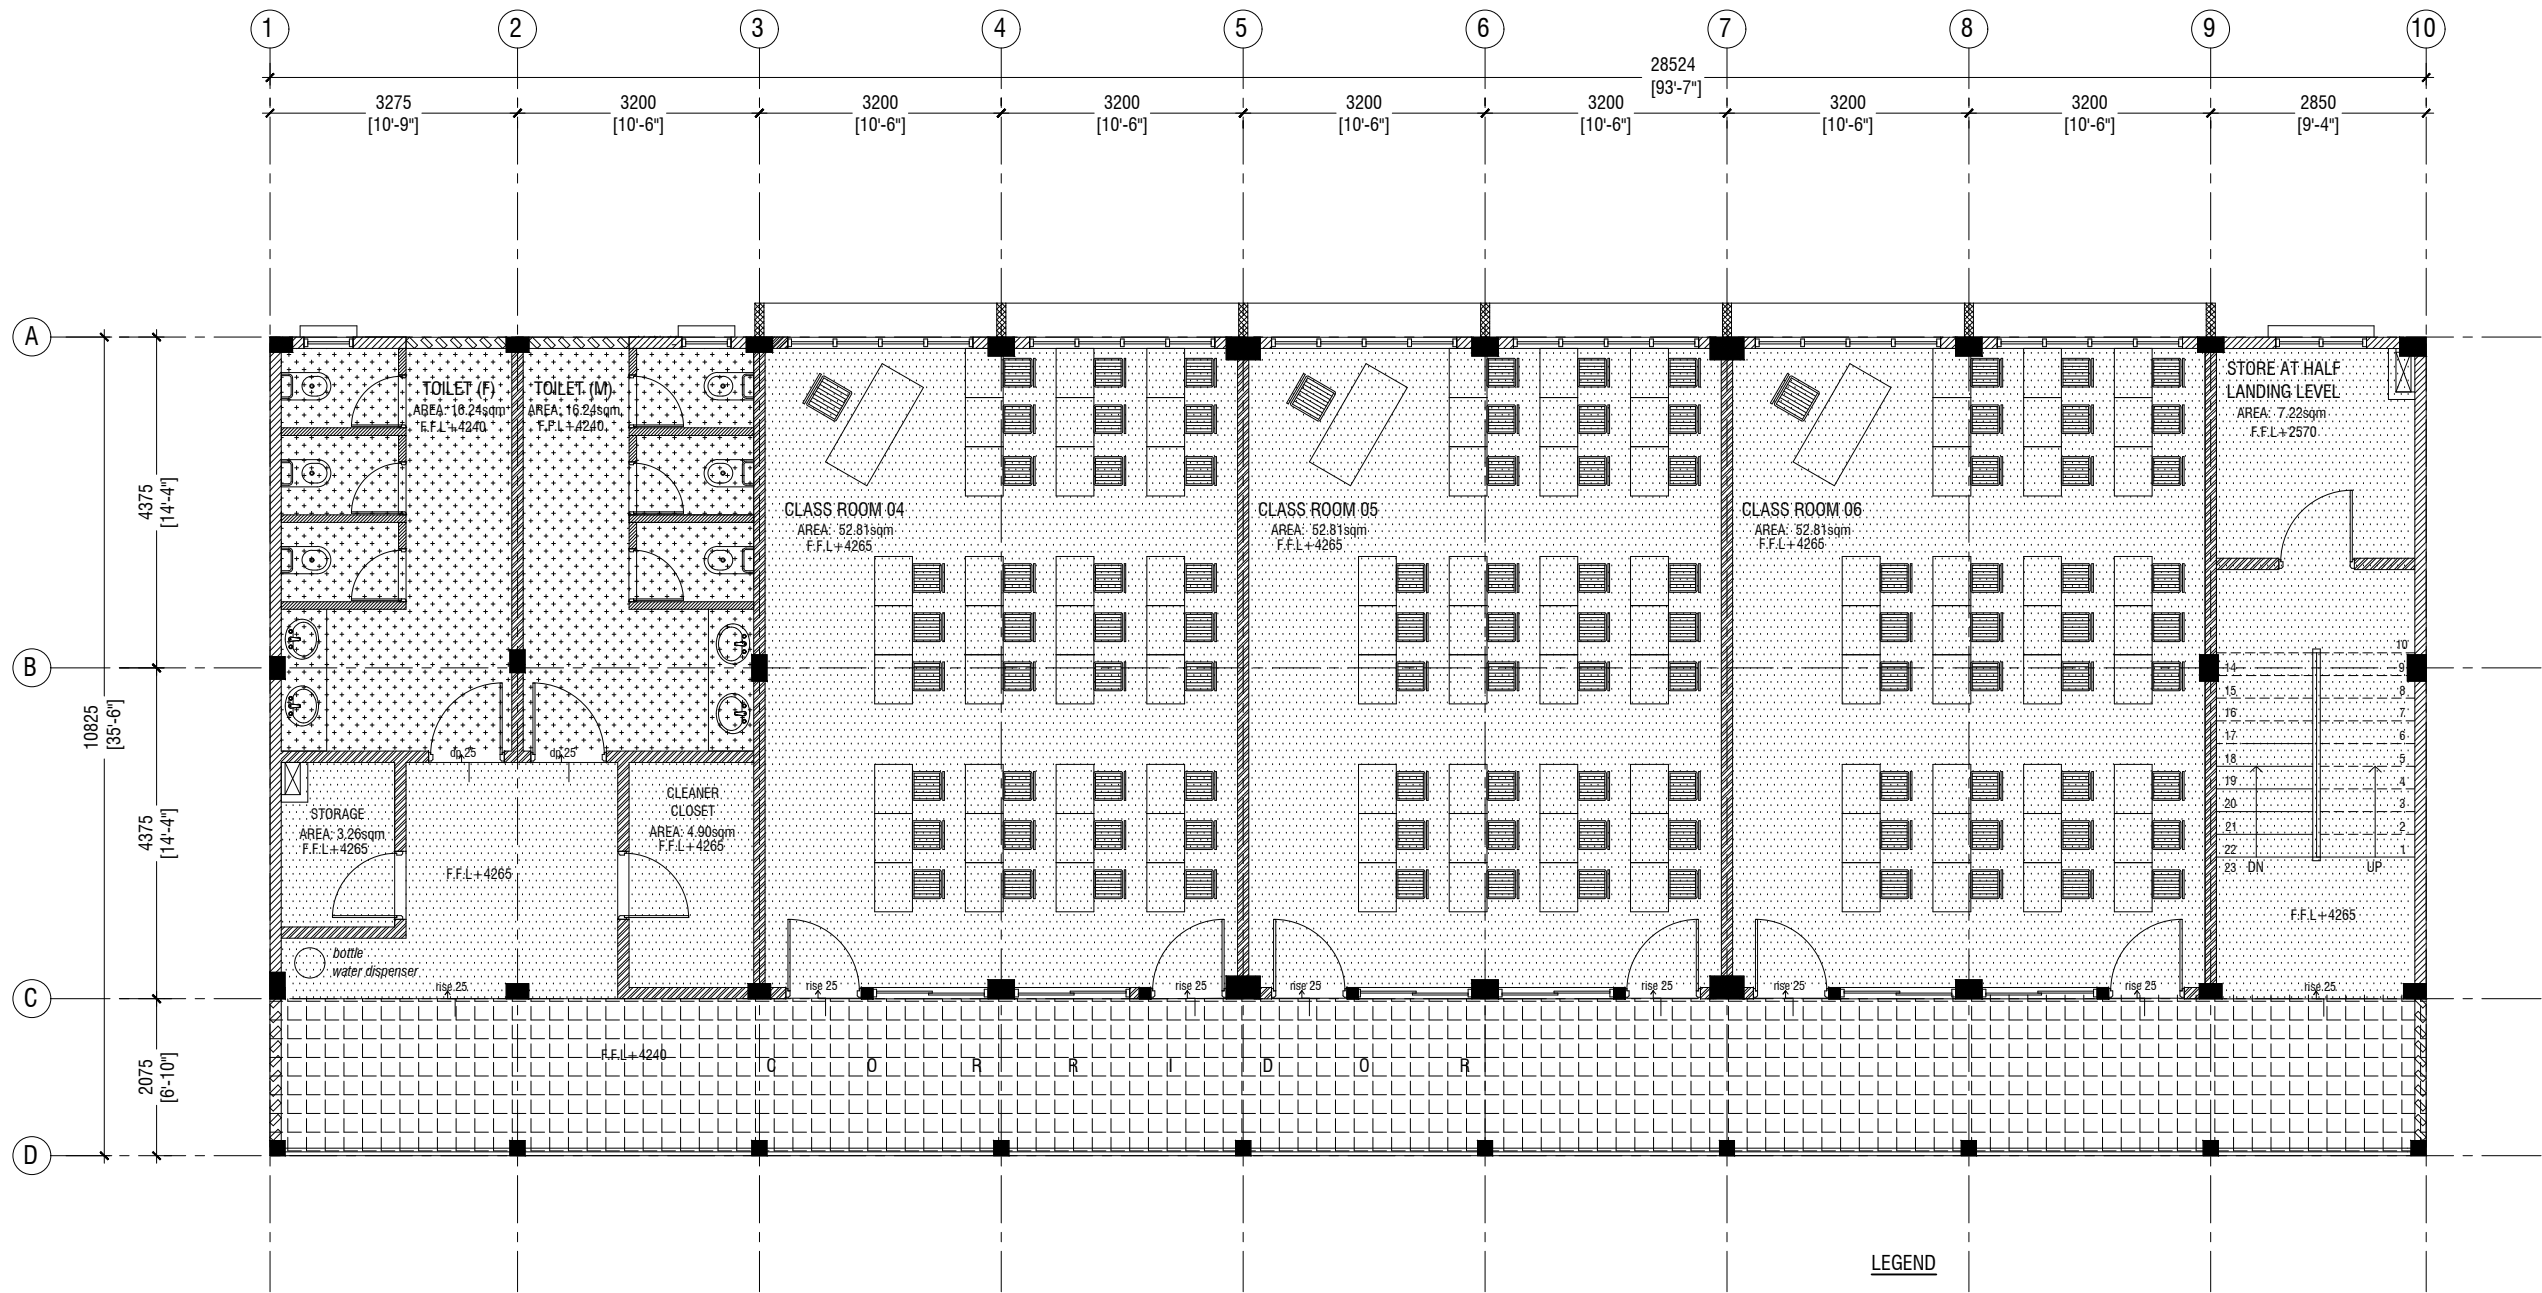 1 2 3 4 5 6 7 8 9 10
28524
[93'-7"]
3275 3200 3200 3200 3200 3200 3200 3200 2850
[10'-9"] [10'-6"] [10'-6"] [10'-6"] [10'-6"] [10'-6"] [10'-6"] [10'-6"] [9'-4"]
A
B
C
D
10825
[35'-6"]
4375
[14'-4"]
4375
[14'-4"]
2075
[6'-10"]
TOILET (F)
AREA: 16.24sqm
F.F.L+4240
TOILET (M)
AREA: 16.24sqm
F.F.L+4240
CLASS ROOM 04
AREA: 52.81sqm
F.F.L+4265
CLASS ROOM 05
AREA: 52.81sqm
F.F.L+4265
CLASS ROOM 06
AREA: 52.81sqm
F.F.L+4265
STORE AT HALF
LANDING LEVEL
AREA: 7.22sqm
F.F.L+2570
10
14 9
15 8
16 7
17 6
18 5
19 4
20 3
21 2
22 1
23 DN UP
F.F.L+4265
dn 25 dn 25
STORAGE
AREA: 3.26sqm
F.F.L+4265
F.F.L+4265
CLEANER
CLOSET
AREA: 4.90sqm
F.F.L+4265
bottle
water dispenser
rise 25 rise 25 rise 25 rise 25 rise 25 rise 25 rise 25 rise 25
F.F.L+4240
C O R R I D O R
LEGEND